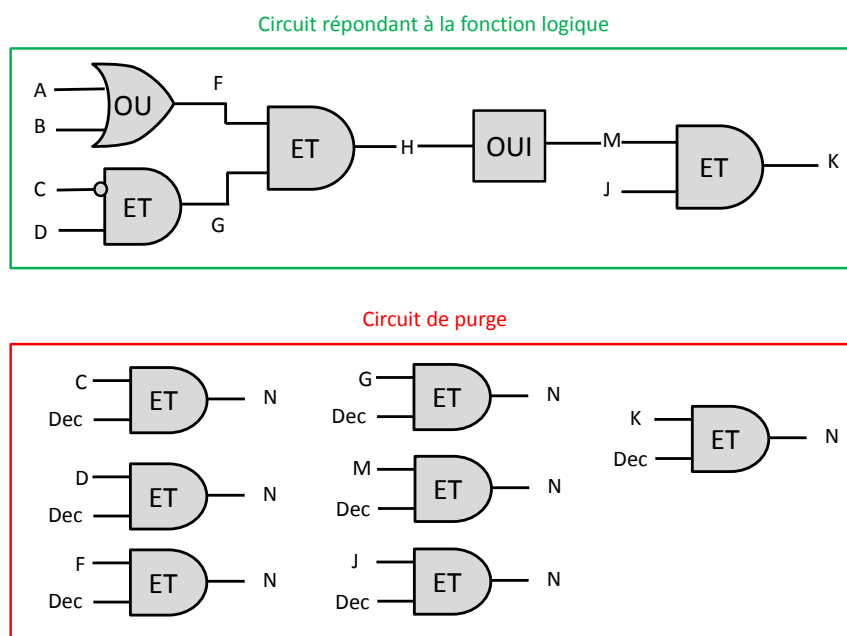 Circuit répondant à la fonction logique
A
B
OU
F
C
D
ET
G
ET
H
OUI
M
J
ET
K
Circuit de purge
C
Dec
ET
N
G
Dec
ET
N
K
Dec
ET
N
D
Dec
ET
N
M
Dec
ET
N
F
Dec
ET
N
J
Dec
ET
N